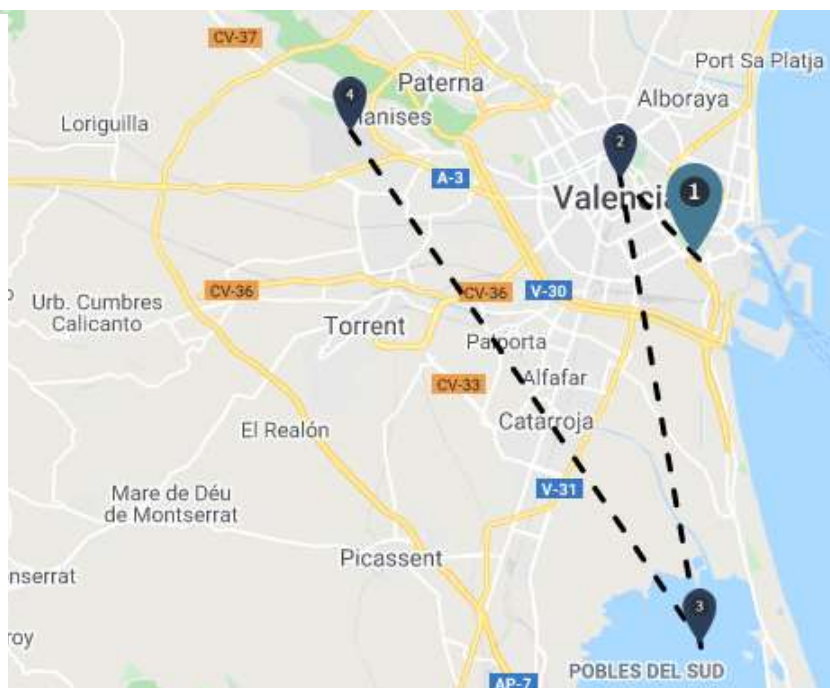 CV-37
Port Sa Platja
Paterna
4
Alboraya
Loriguilla
anises
2
A-3
Valencia
1
CV-36
CV-36
V-30
Urb. Cumbres
Calicanto
Torrent
Paiporta
CV-33
Alfafar
Catarroja
El Realón
V-31
Mare de Déu
de Montserrat
Picassent
nserrat
3
roy
POBLES DEL SUD
AP-7